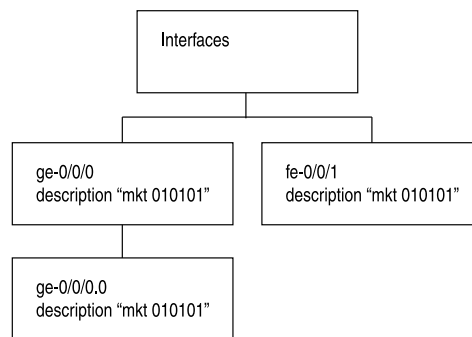 Interfaces
ge-0/0/0
description “mkt 010101”
fe-0/0/1
description “mkt 010101”
ge-0/0/0.0
description “mkt 010101”